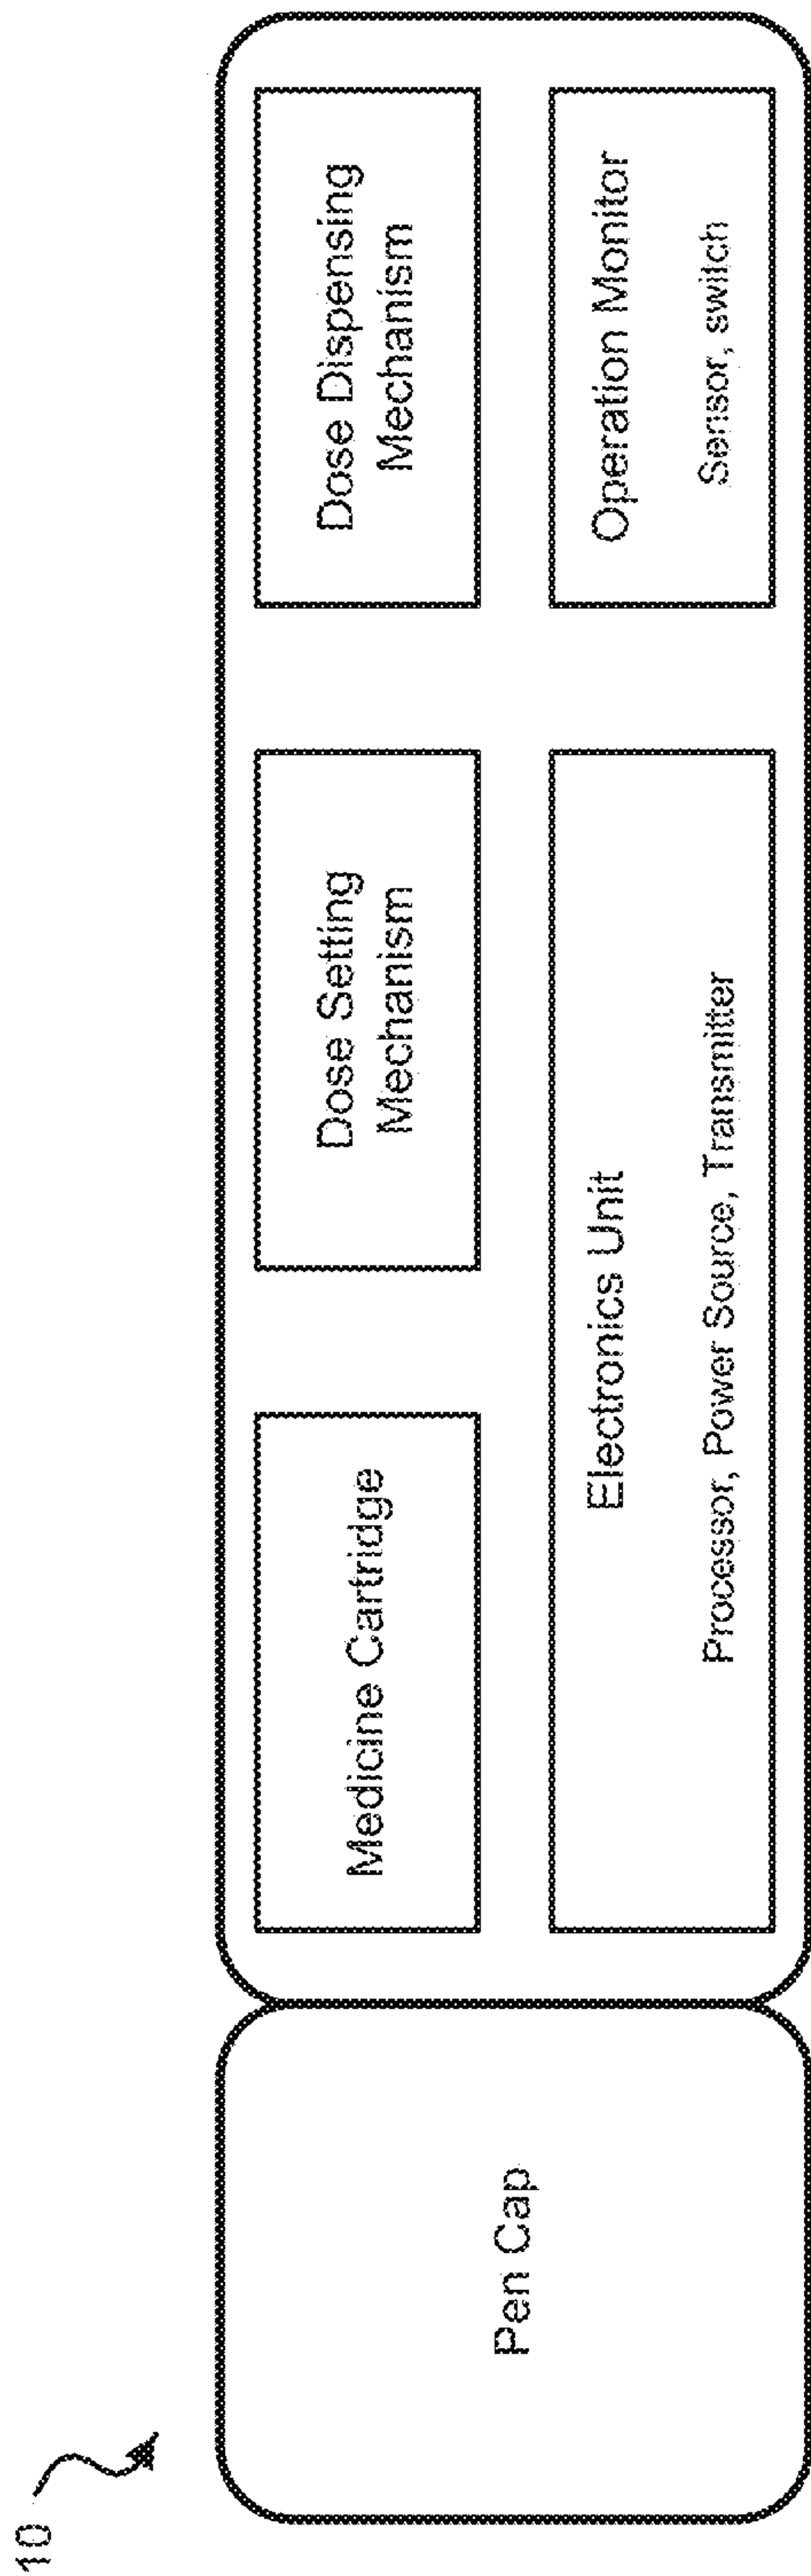 10
Pen Cap
Medicine Cartridge
Dose Setting
Mechanism
Dose Dispensing
Mechanism
Electronics Unit
Processor, Power Source, Transmitter
Operation Monitor
Sensor, switch